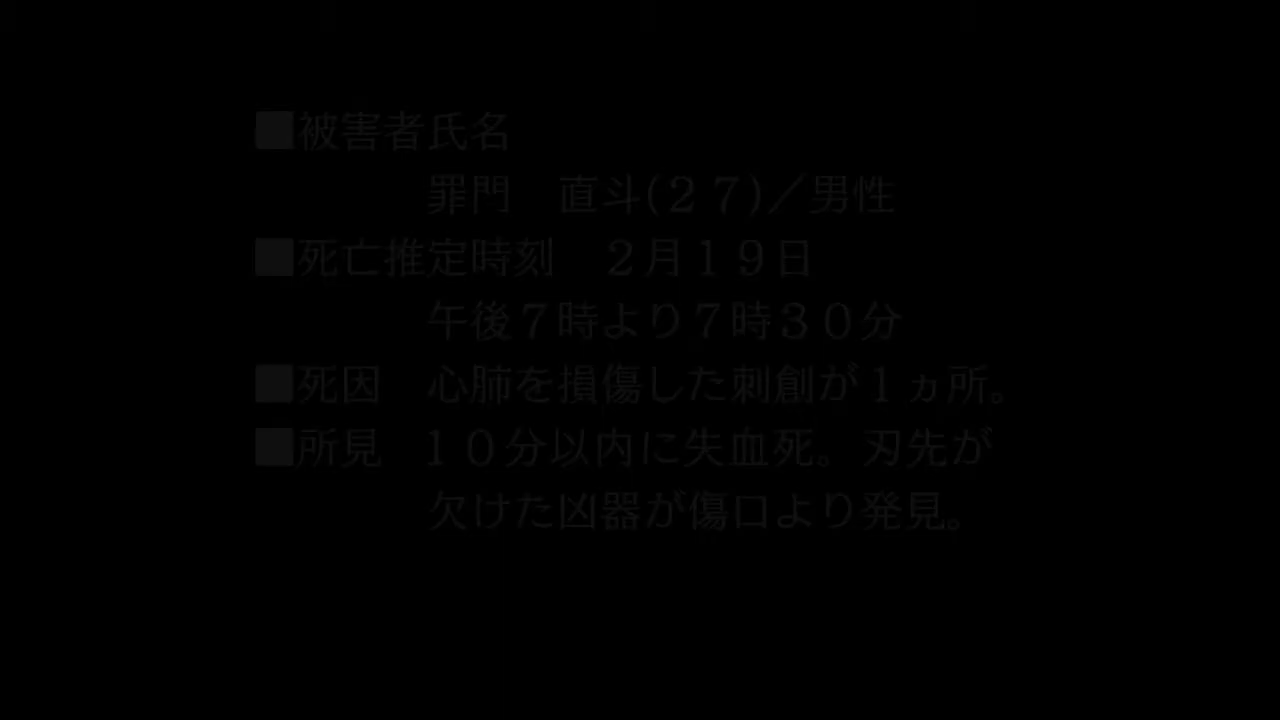 ■被害者氏名
罪門　直斗(２７)／男性
■死亡推定時刻　２月１９日
午後７時より７時３０分
■死因　心肺を損傷した刺創が１ヵ所。
■所見　１０分以内に失血死。刃先が
欠けた凶器が傷口より発見。